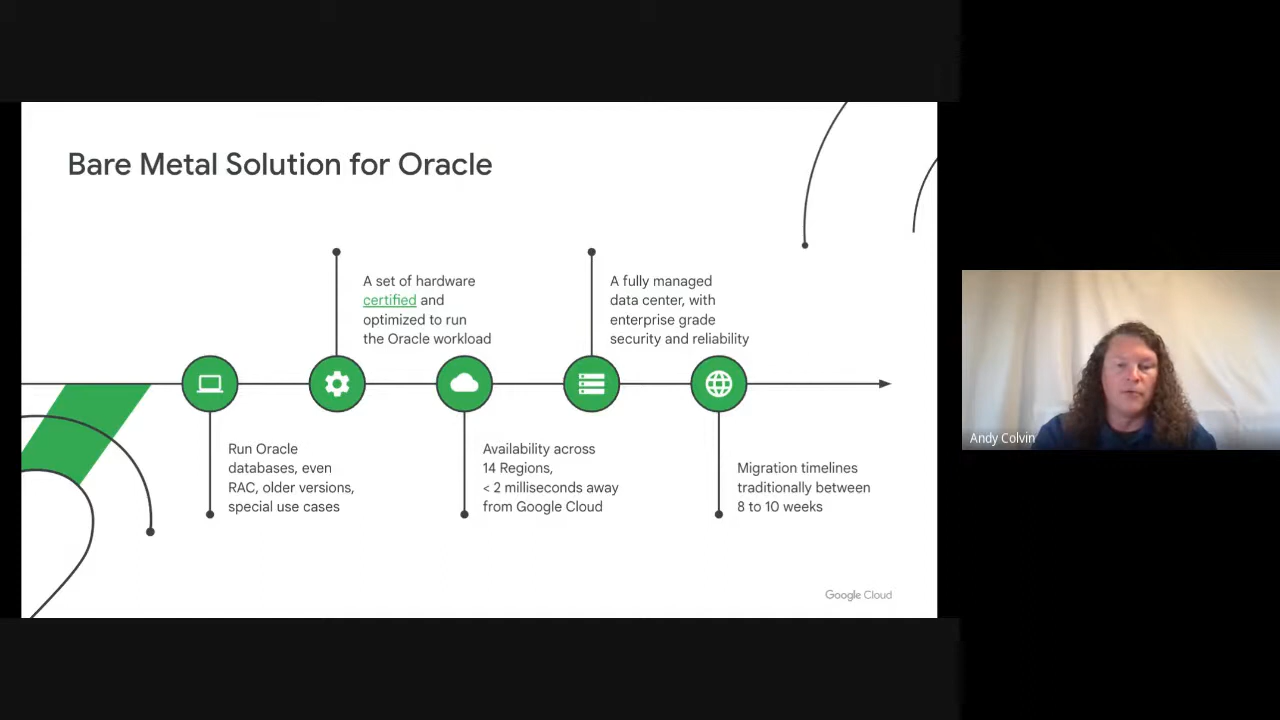 Bare Metal Solution for Oracle
A set of hardware
certified and
optimized to run
the Oracle workload
A fully managed
data center, with
enterprise grade
security and reliability
Run Oracle
databases, even
RAC, older versions,
special use cases
Availability across
14 Regions,
< 2 milliseconds away
from Google Cloud
Migration timelines
traditionally between
8 to 10 weeks
Google Cloud
Andy Colvin